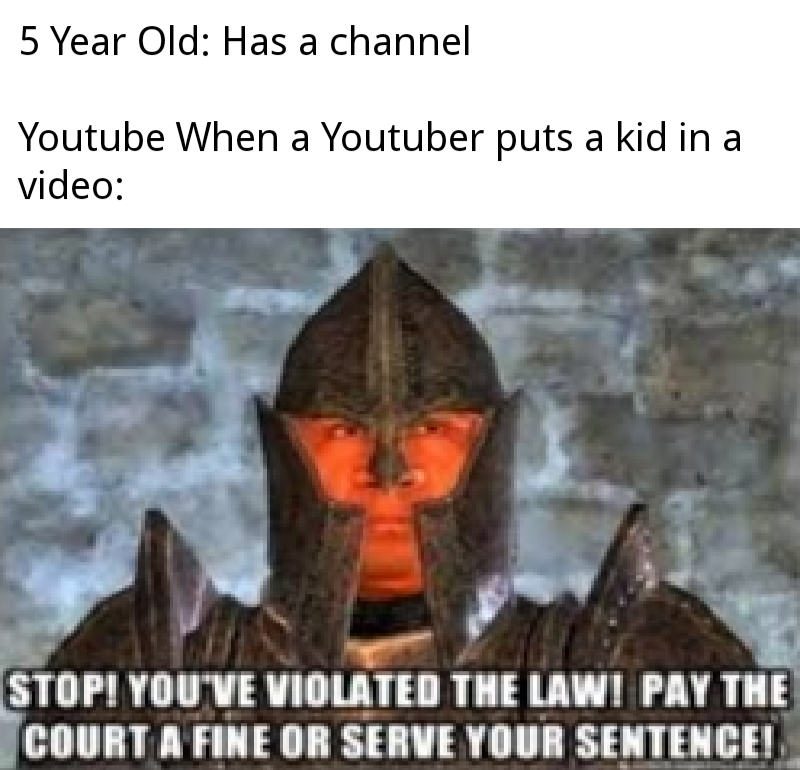 5 Year Old: Has a channel
Youtube When a Youtuber puts a kid in a
video:
STOP! YOU'VE VIOLATED THE LAW! PAY THE
COURT A FINE OR SERVE YOUR SENTENCE!